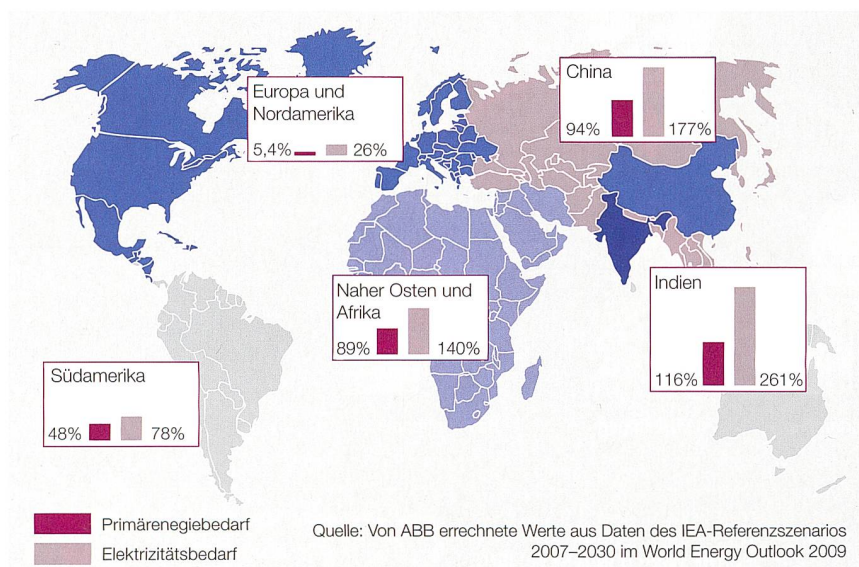 Europa und
Nordamerika
5,4% 26%
China
94% 177%
Naher Osten und
Afrika
89% 140%
Indien
116% 261%
Südamerika
48% 78%
Primärenegiebedarf
Elektrizitätsbedarf
Quelle: Von ABB errechnete Werte aus Daten des IEA-Referenzszenarios
2007–2030 im World Energy Outlook 2009